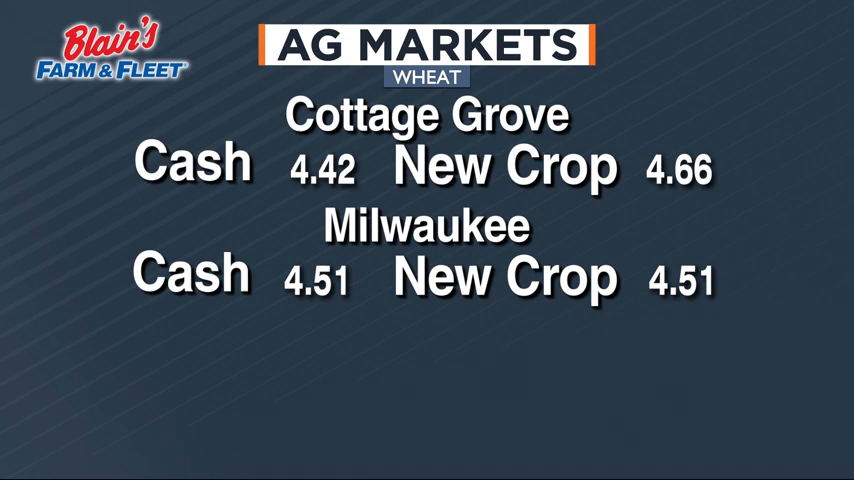 Blain's
FARM & FLEET
AG MARKETS
WHEAT
Cottage Grove
Cash 4.42 New Crop 4.66
Milwaukee
Cash 4.51 New Crop 4.51